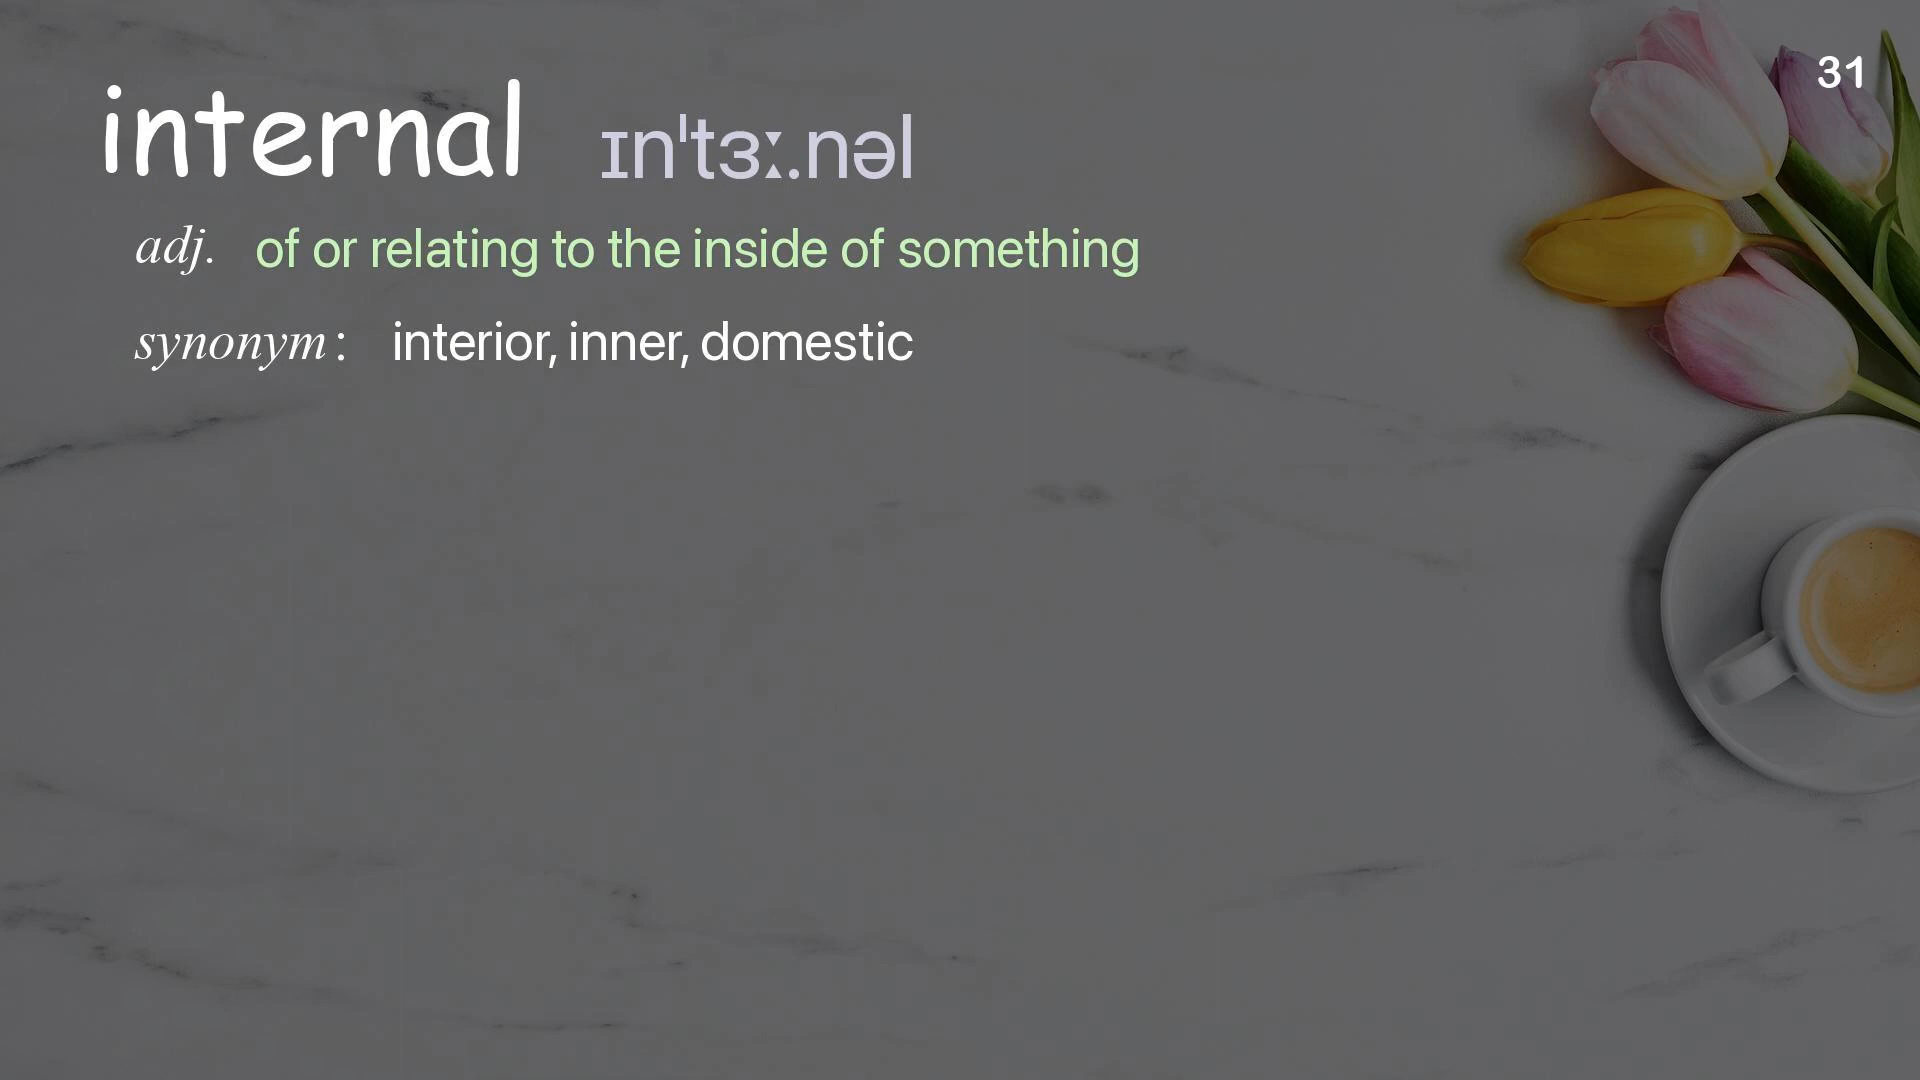 31
internal ɪnˈtɜː.nəl
adj. of or relating to the inside of something
synonym : interior, inner, domestic